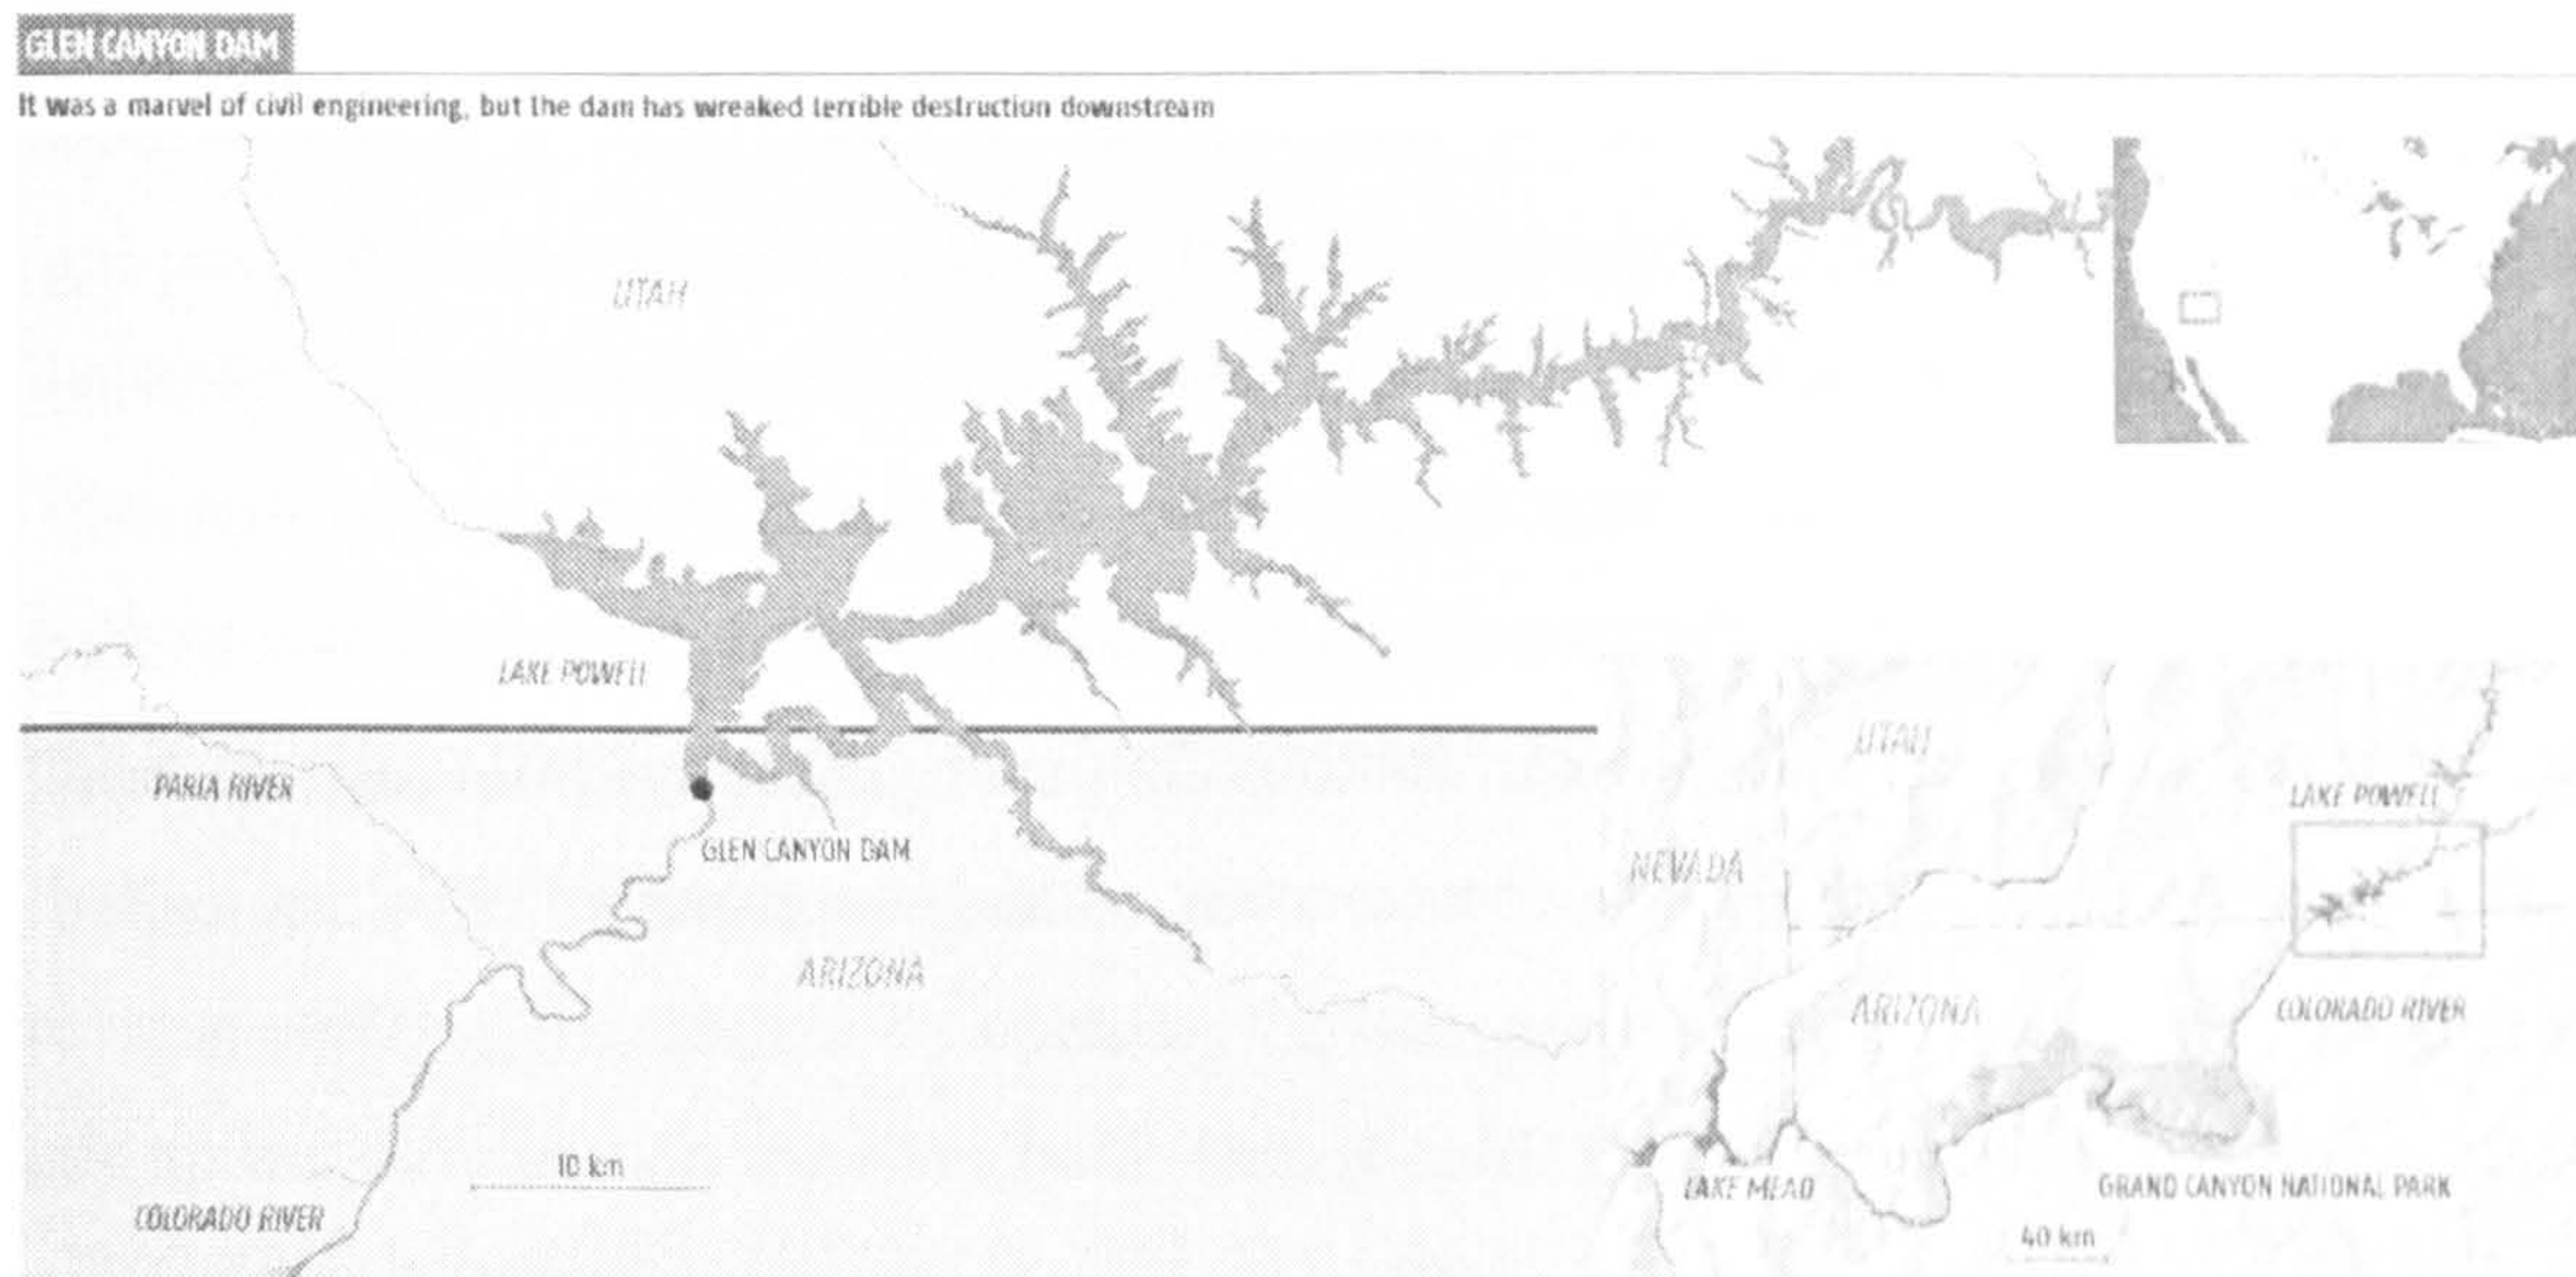 GLEN CANYON DAM
It was a marvel of civil engineering, but the dam has wreaked terrible destruction downstream
UTAH
LAKE POWELL
PARIA RIVER
GLEN CANYON DAM
ARIZONA
10 km
COLORADO RIVER
UTAH
LAKE POWELL
NEVADA
ARIZONA
COLORADO RIVER
LAKE MEAD
GRAND CANYON NATIONAL PARK
40 km